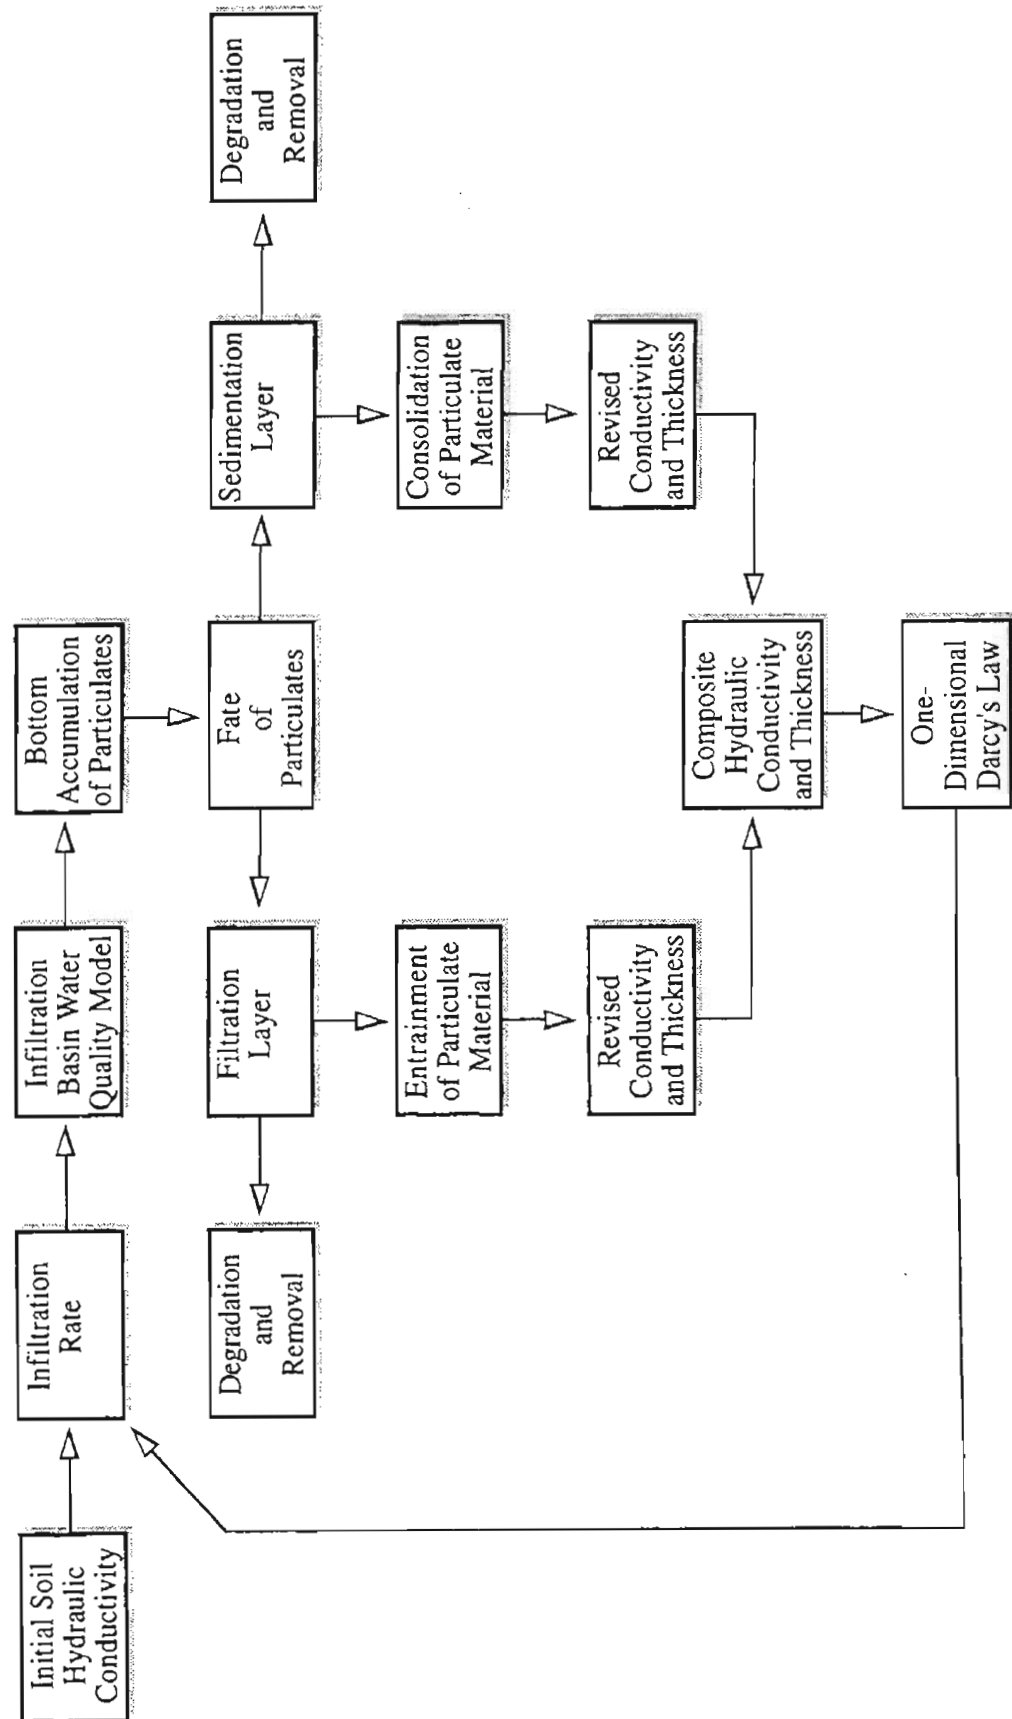 Initial Soil
Hydraulic
Conductivity
Infiltration
Rate
Infiltration
Basin Water
Quality Model
Bottom
Accumulation
of Particulates
Degradation
and
Removal
Filtration
Layer
Fate
of
Particulates
Sedimentation
Layer
Degradation
and
Removal
Entrainment
of Particulate
Material
Consolidation
of Particulate
Material
Revised
Conductivity
and Thickness
Revised
Conductivity
and Thickness
Composite
Hydraulic
Conductivity
and Thickness
One-
Dimensional
Darcy's Law